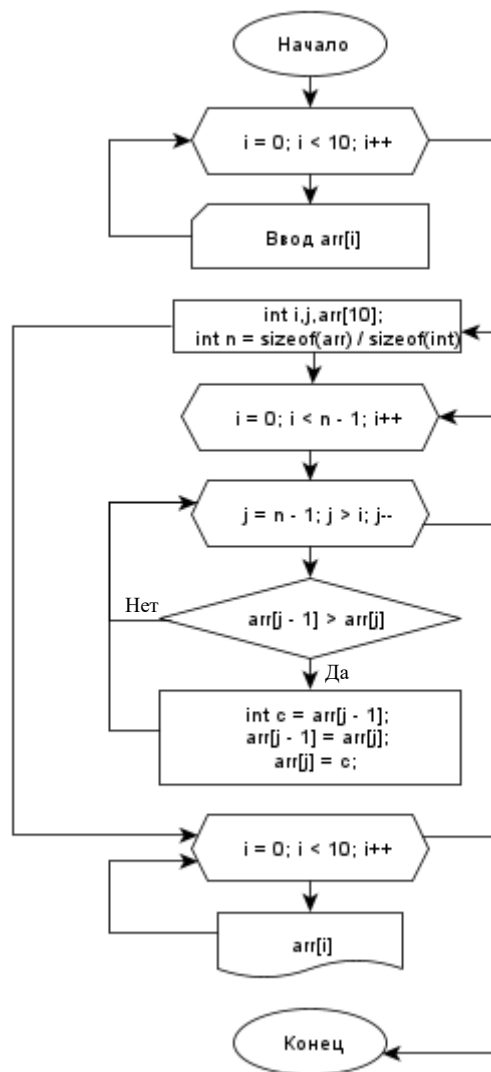 Начало
i = 0; i < 10; i++
Ввод arr[i]
int i,j,arr[10];
int n = sizeof(arr) / sizeof(int)
i = 0; i < n - 1; i++
j = n - 1; j > i; j--
Нет
arr[j - 1] > arr[j]
Да
int c = arr[j - 1];
arr[j - 1] = arr[j];
arr[j] = c;
i = 0; i < 10; i++
arr[i]
Конец